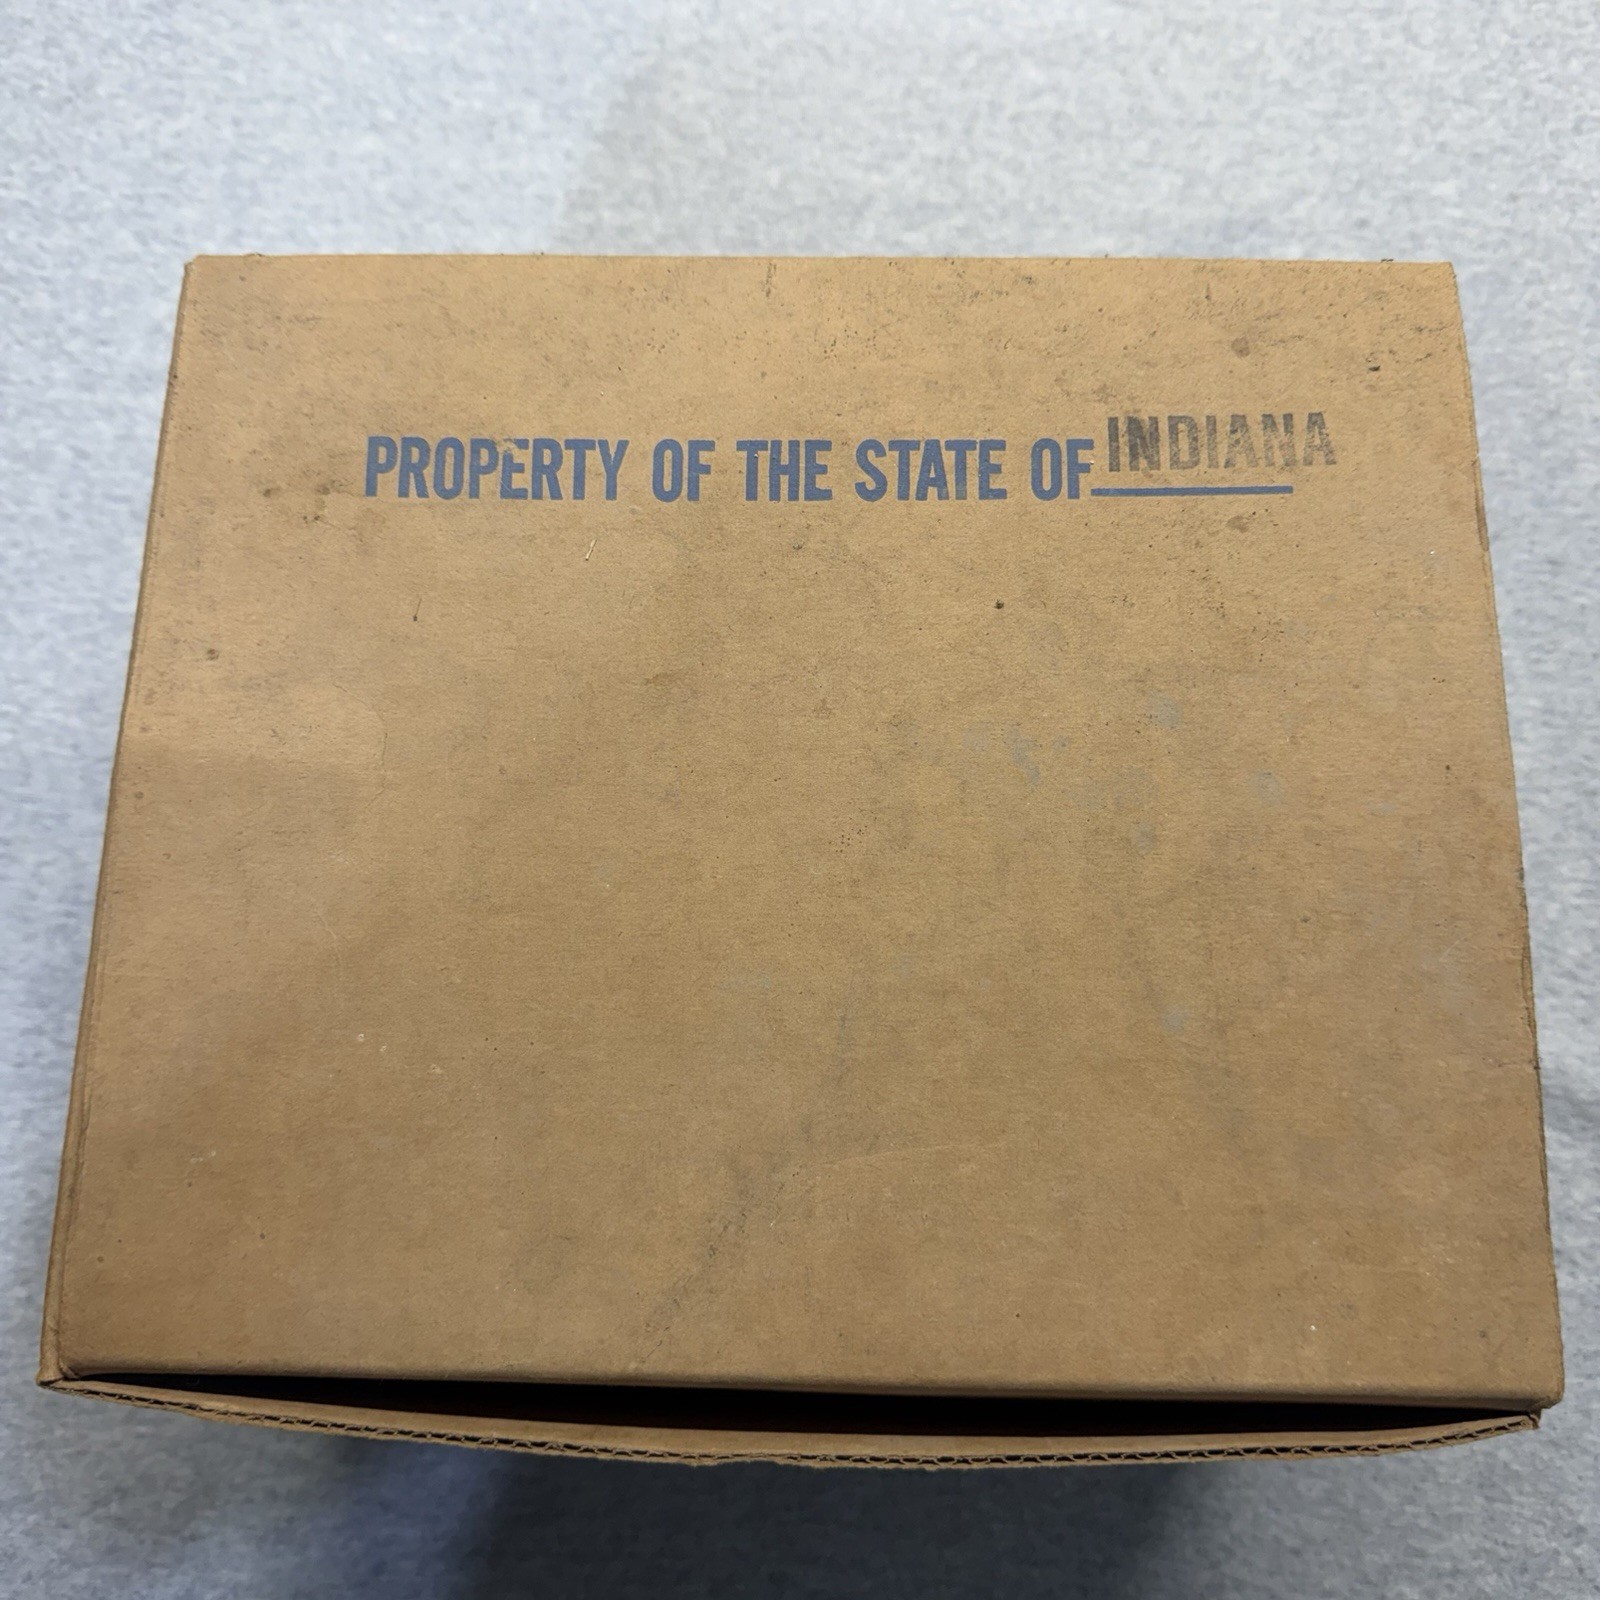 PROPERTY OF THE STATE OF INDIANA